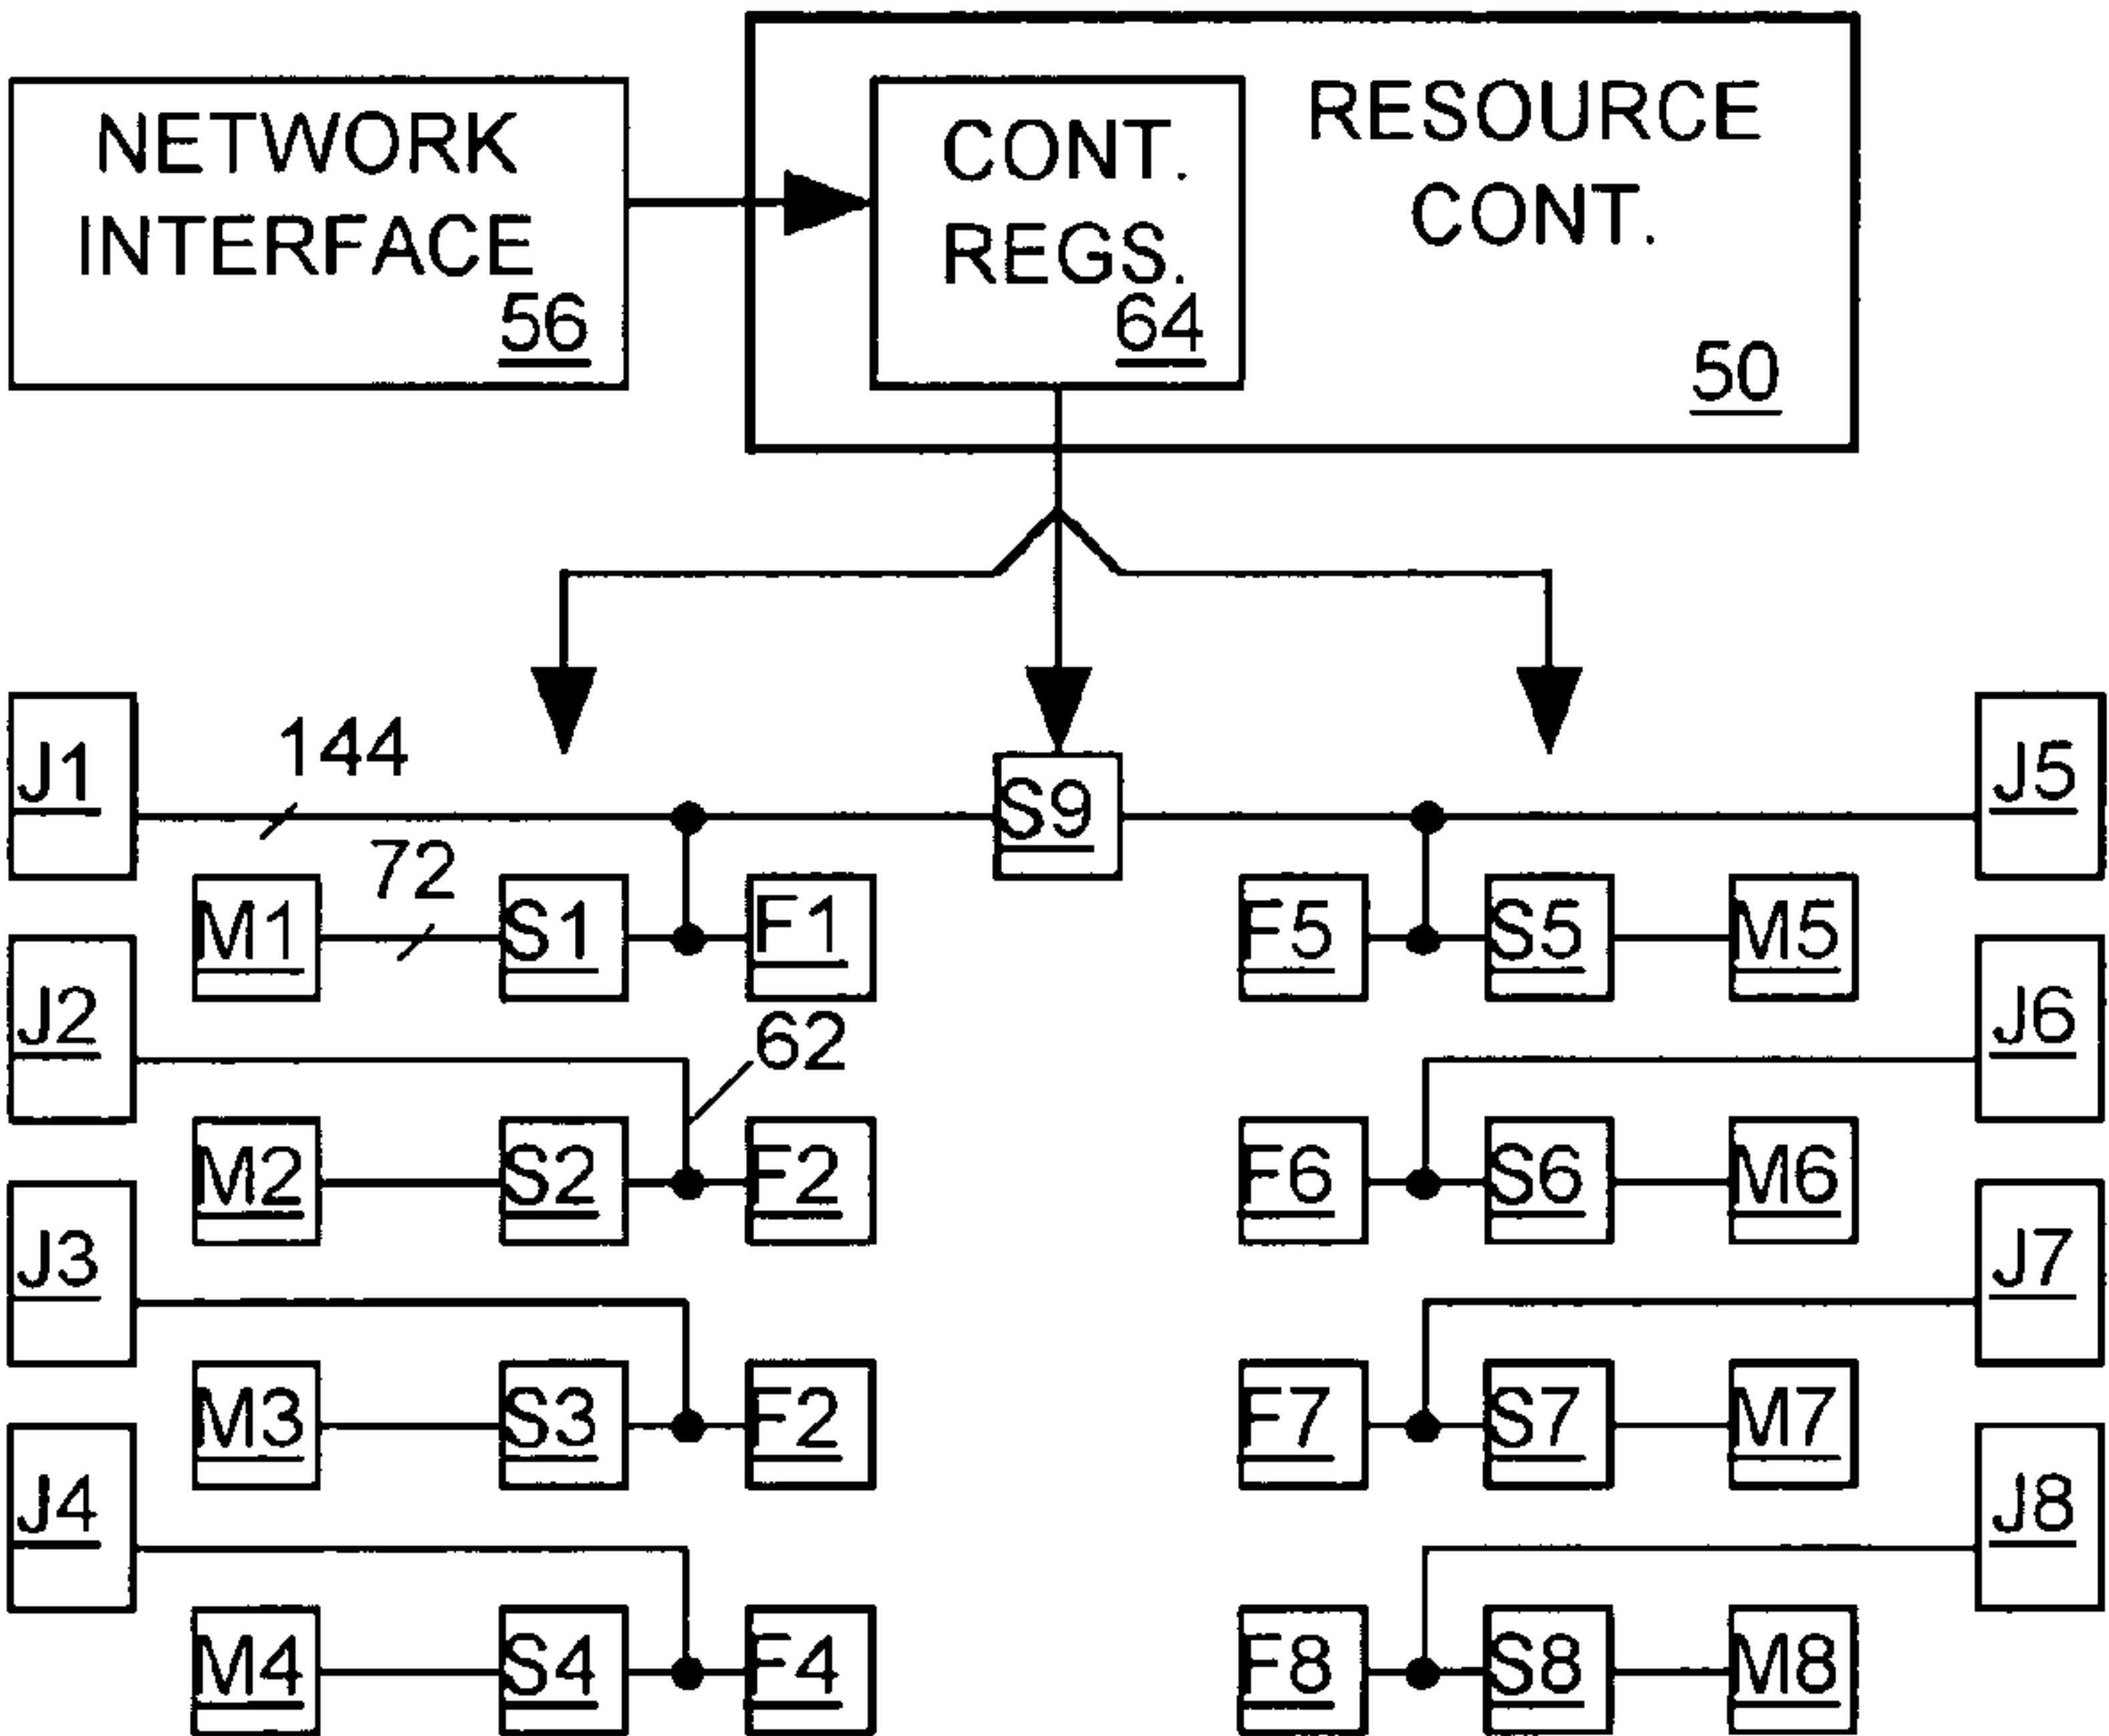 NETWORK
INTERFACE
56
CONT.
REGS.
64
RESOURCE
CONT.
50
J1
144
S9
J5
72
M1
S1
F1
F5
S5
M5
J2
62
J6
M2
S2
F2
F6
S6
M6
J3
J7
M3
S3
F2
F7
S7
M7
J4
J8
M4
S4
F4
F8
S8
M8